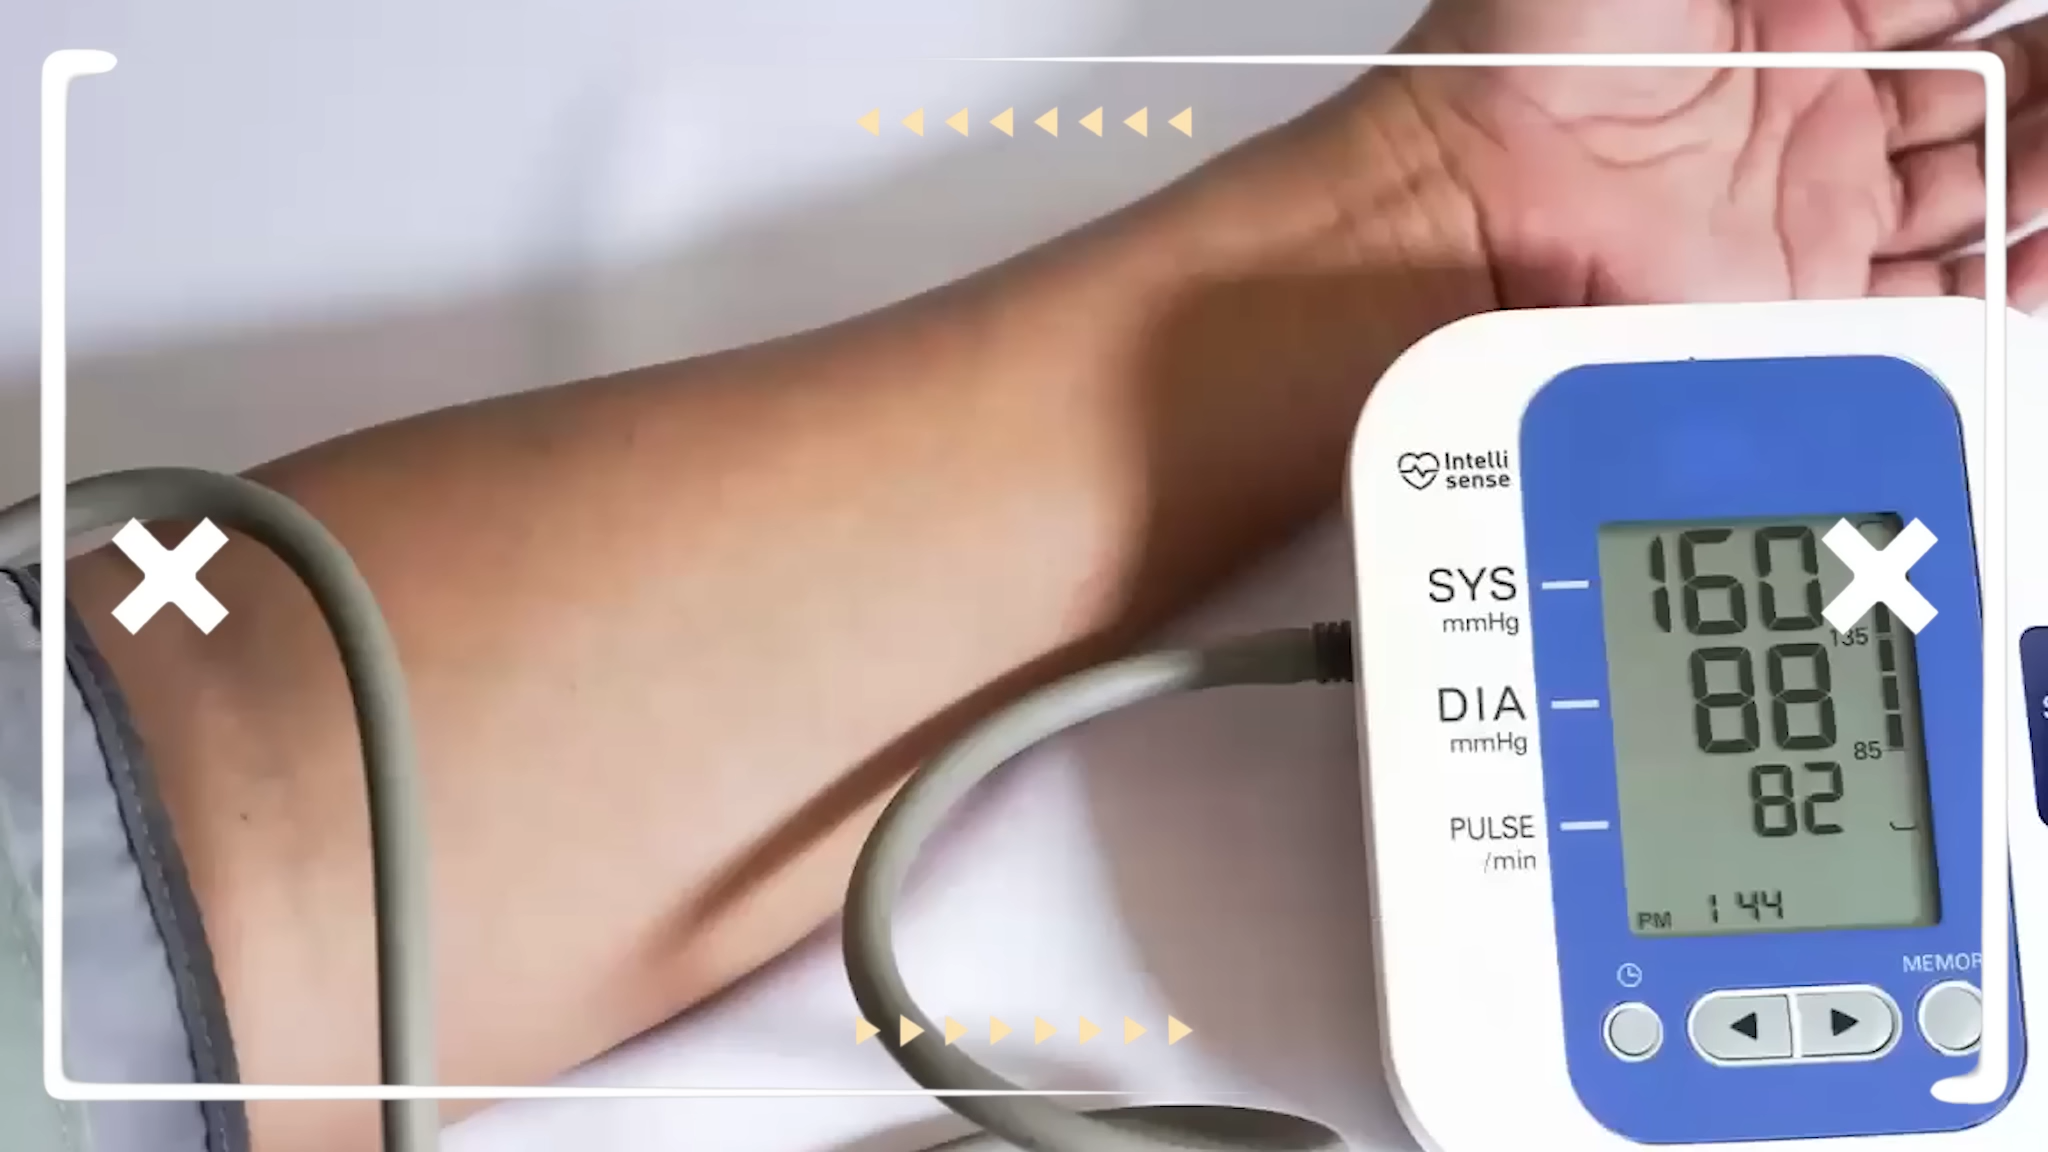 Intelli
sense
SYS
mmHg
160
135
DIA
mmHg
88
85
PULSE
/min
82
PM 1 44
MEMOR